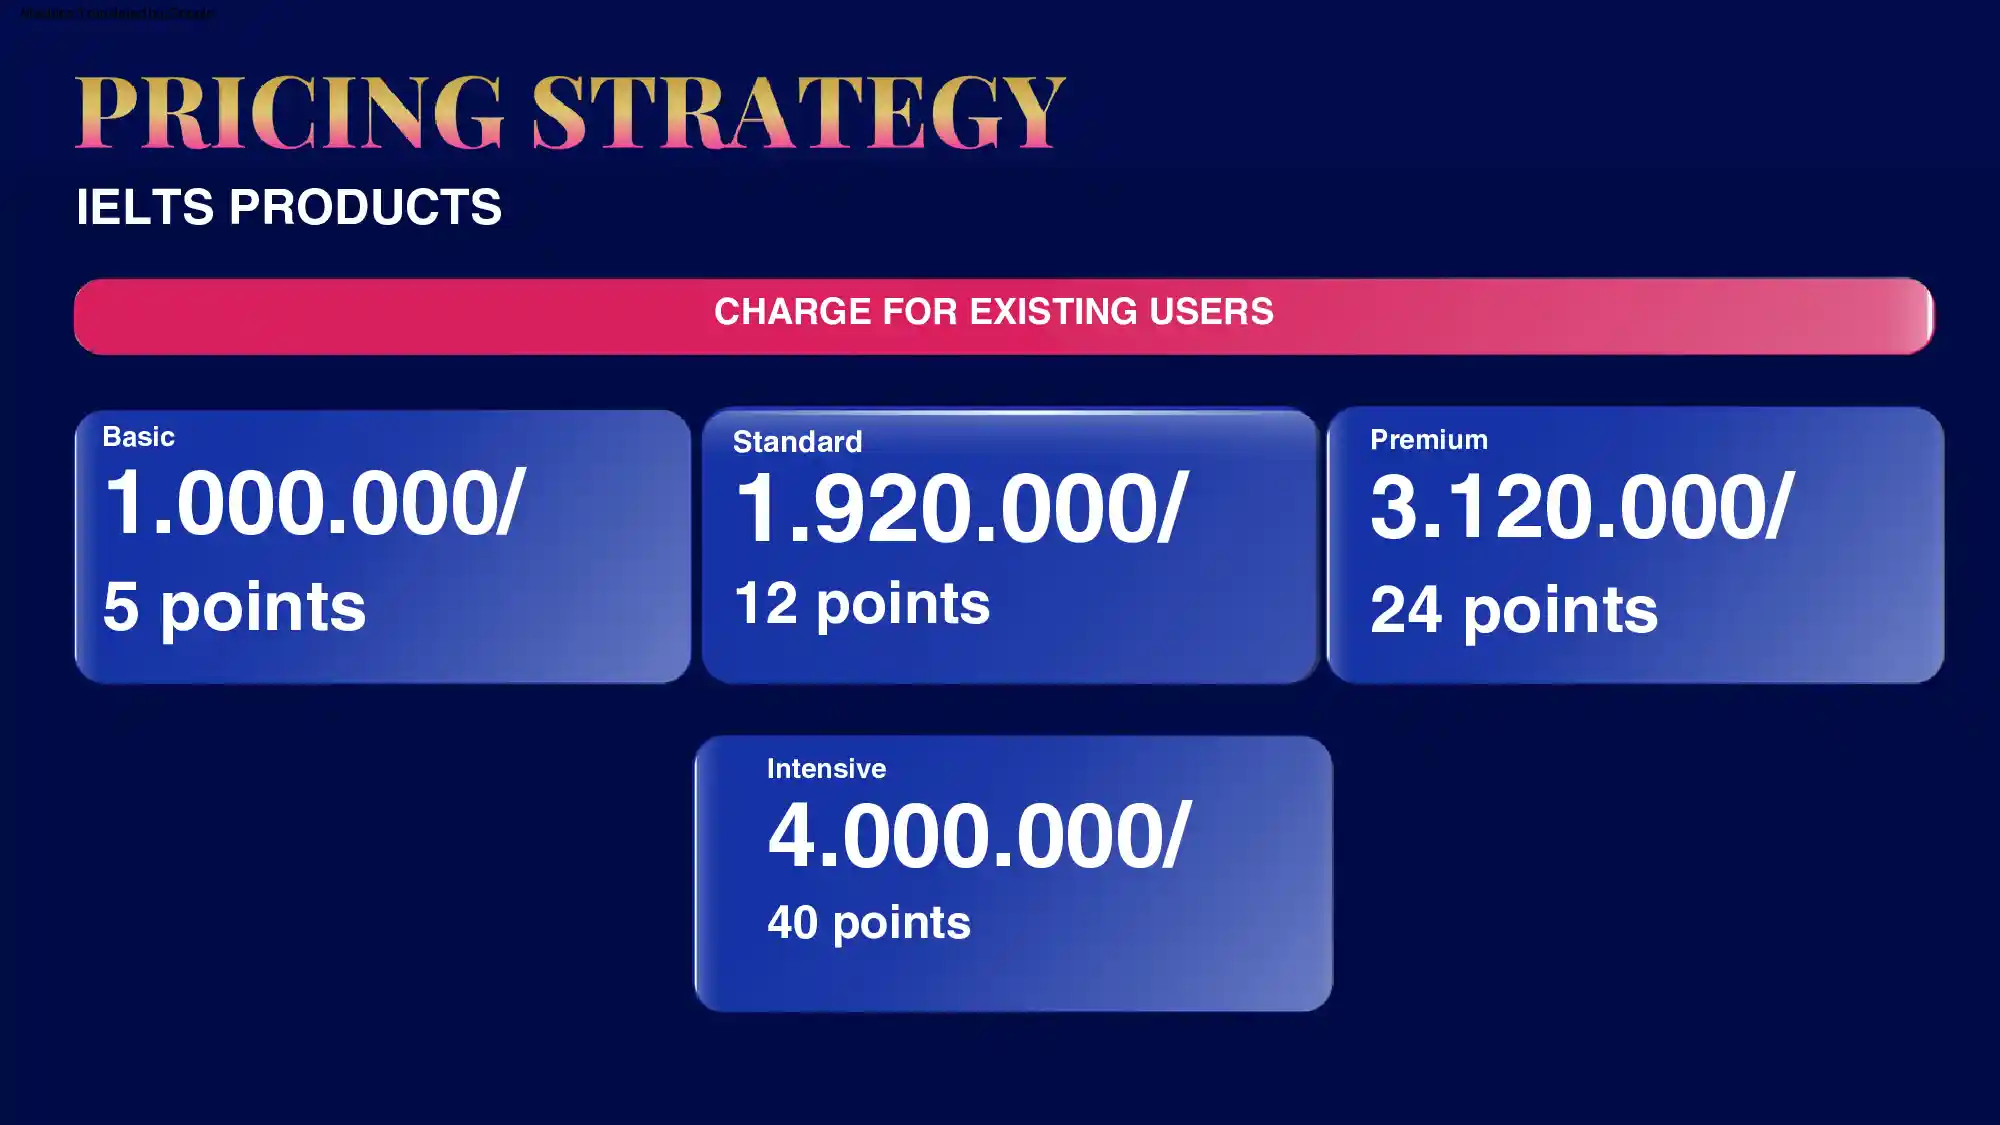 PRICING STRATEGY
IELTS PRODUCTS
CHARGE FOR EXISTING USERS
Basic
1.000.000/
5 points
Standard
1.920.000/
12 points
Premium
3.120.000/
24 points
Intensive
4.000.000/
40 points